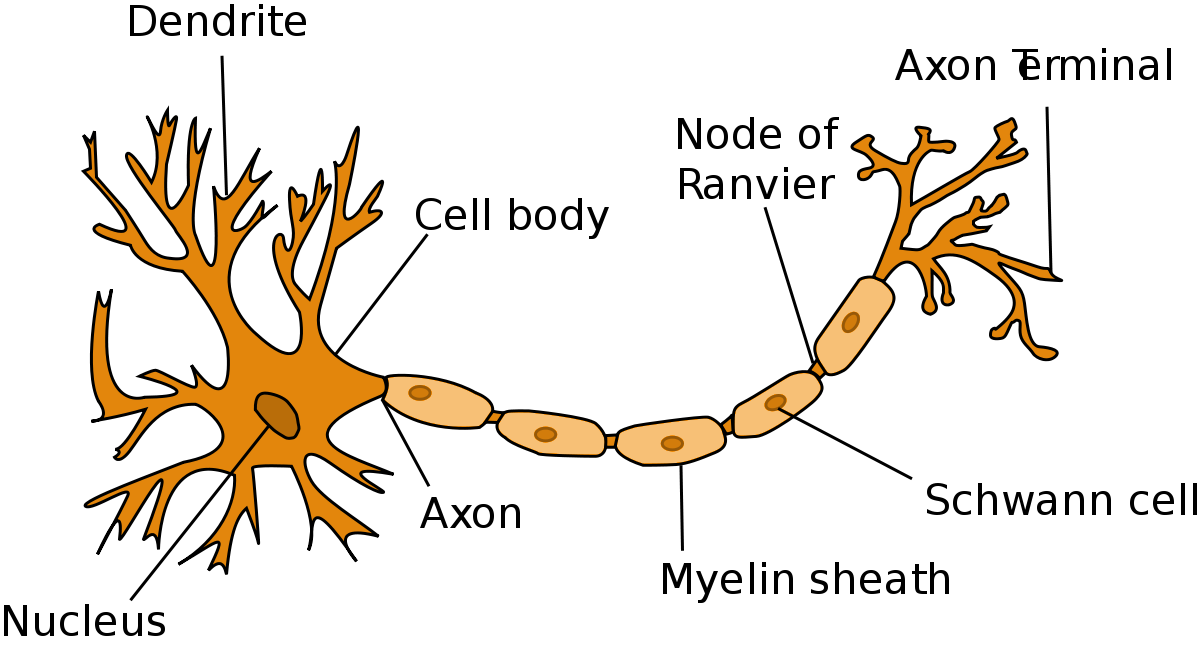 Dendrite
Axon Terminal
Node of
Ranvier
Cell body
Schwann cell
Axon
Myelin sheath
Nucleus